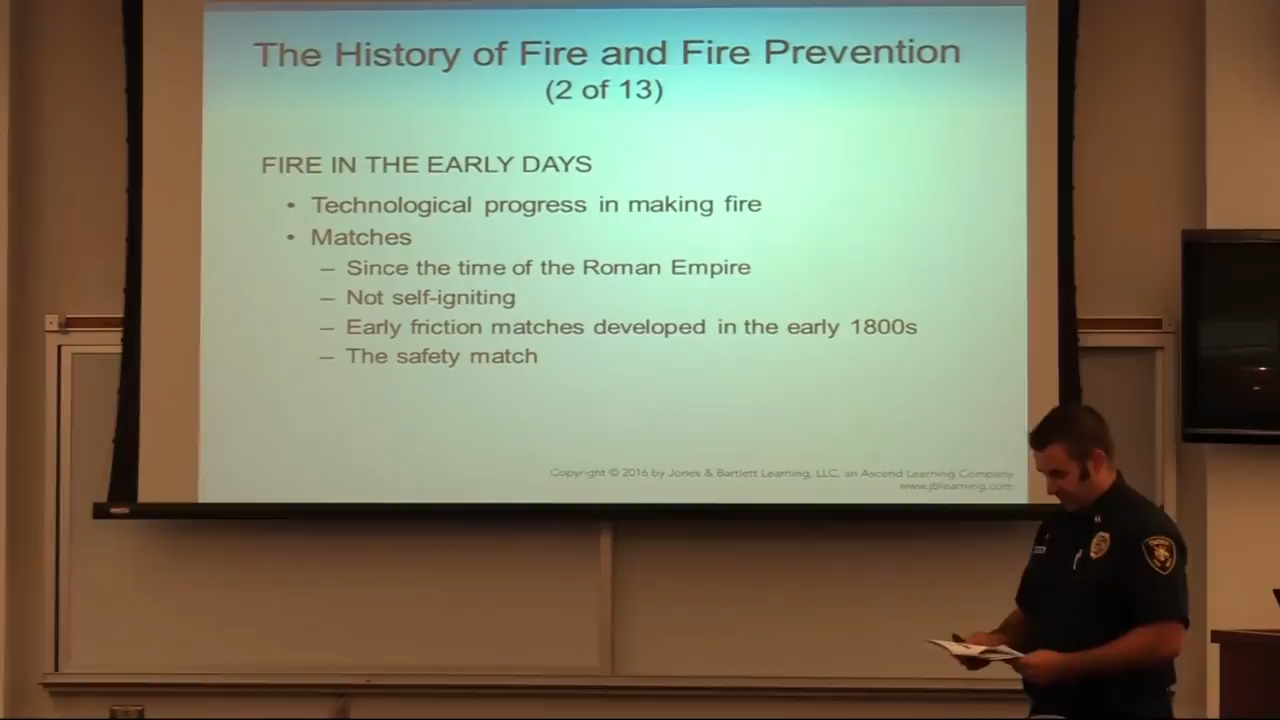 The History of Fire and Fire Prevention
(2 of 13)
FIRE IN THE EARLY DAYS
• Technological progress in making fire
• Matches
– Since the time of the Roman Empire
– Not self-igniting
– Early friction matches developed in the early 1800s
– The safety match
Copyright © 2016 by Jones & Bartlett Learning, LLC, an Ascend Learning Company
www.jblearning.com